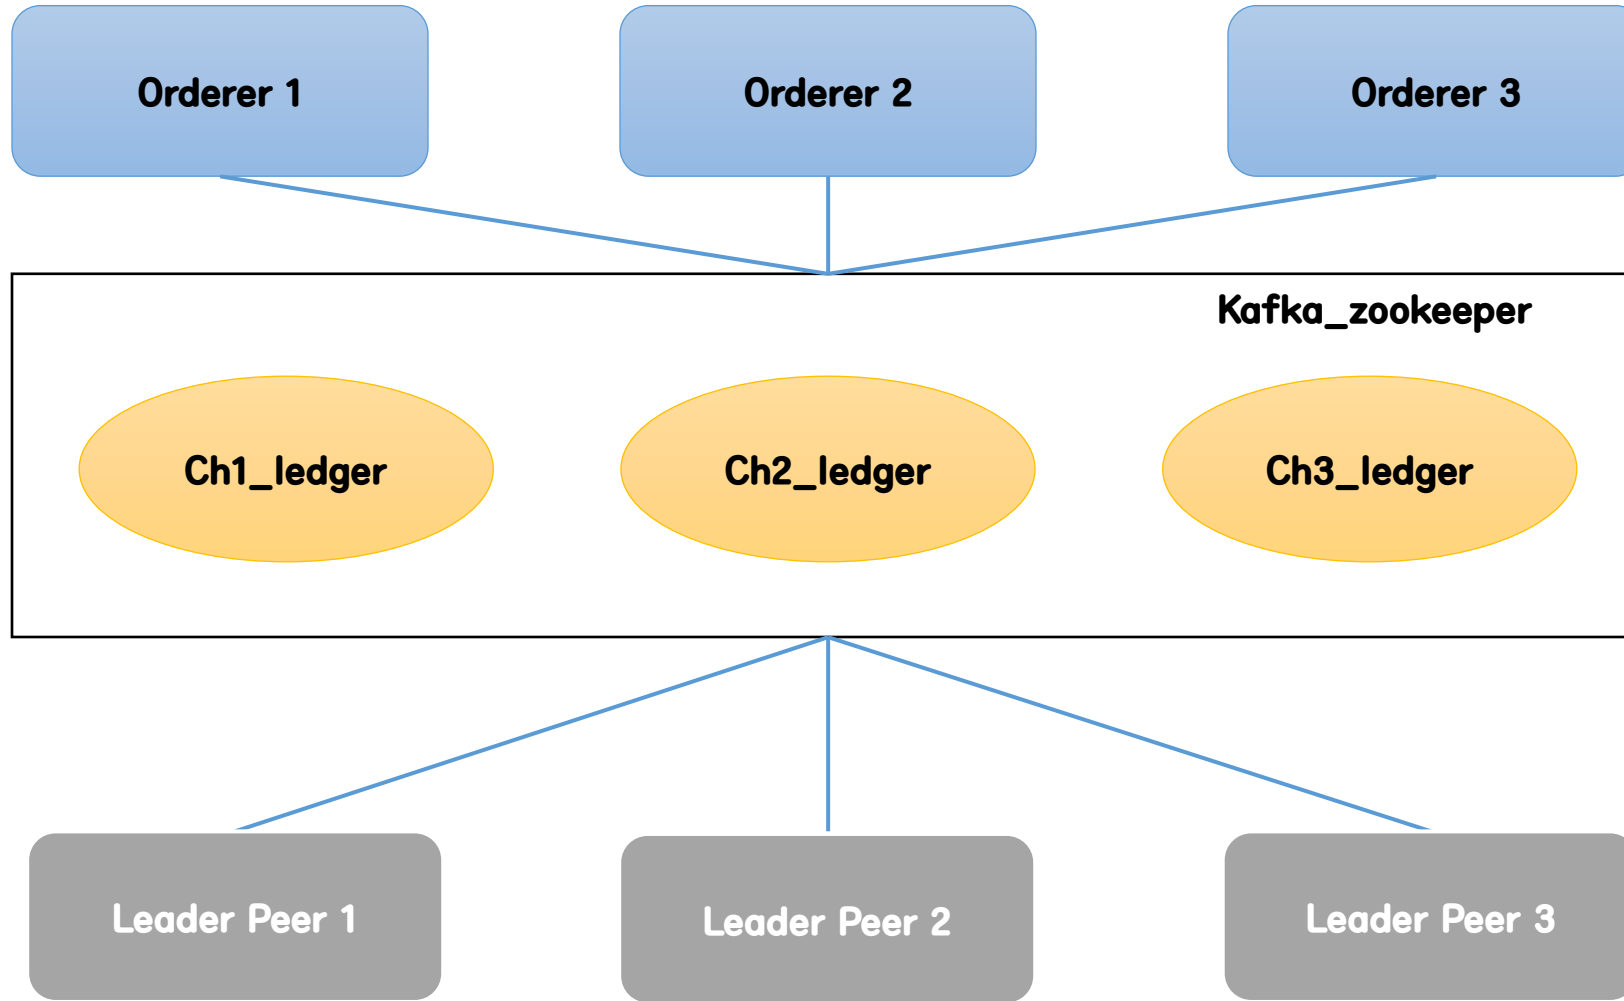 Orderer 1
Orderer 2
Orderer 3
Kafka_zookeeper
Ch1_ledger
Ch2_ledger
Ch3_ledger
Leader Peer 1
Leader Peer 2
Leader Peer 3